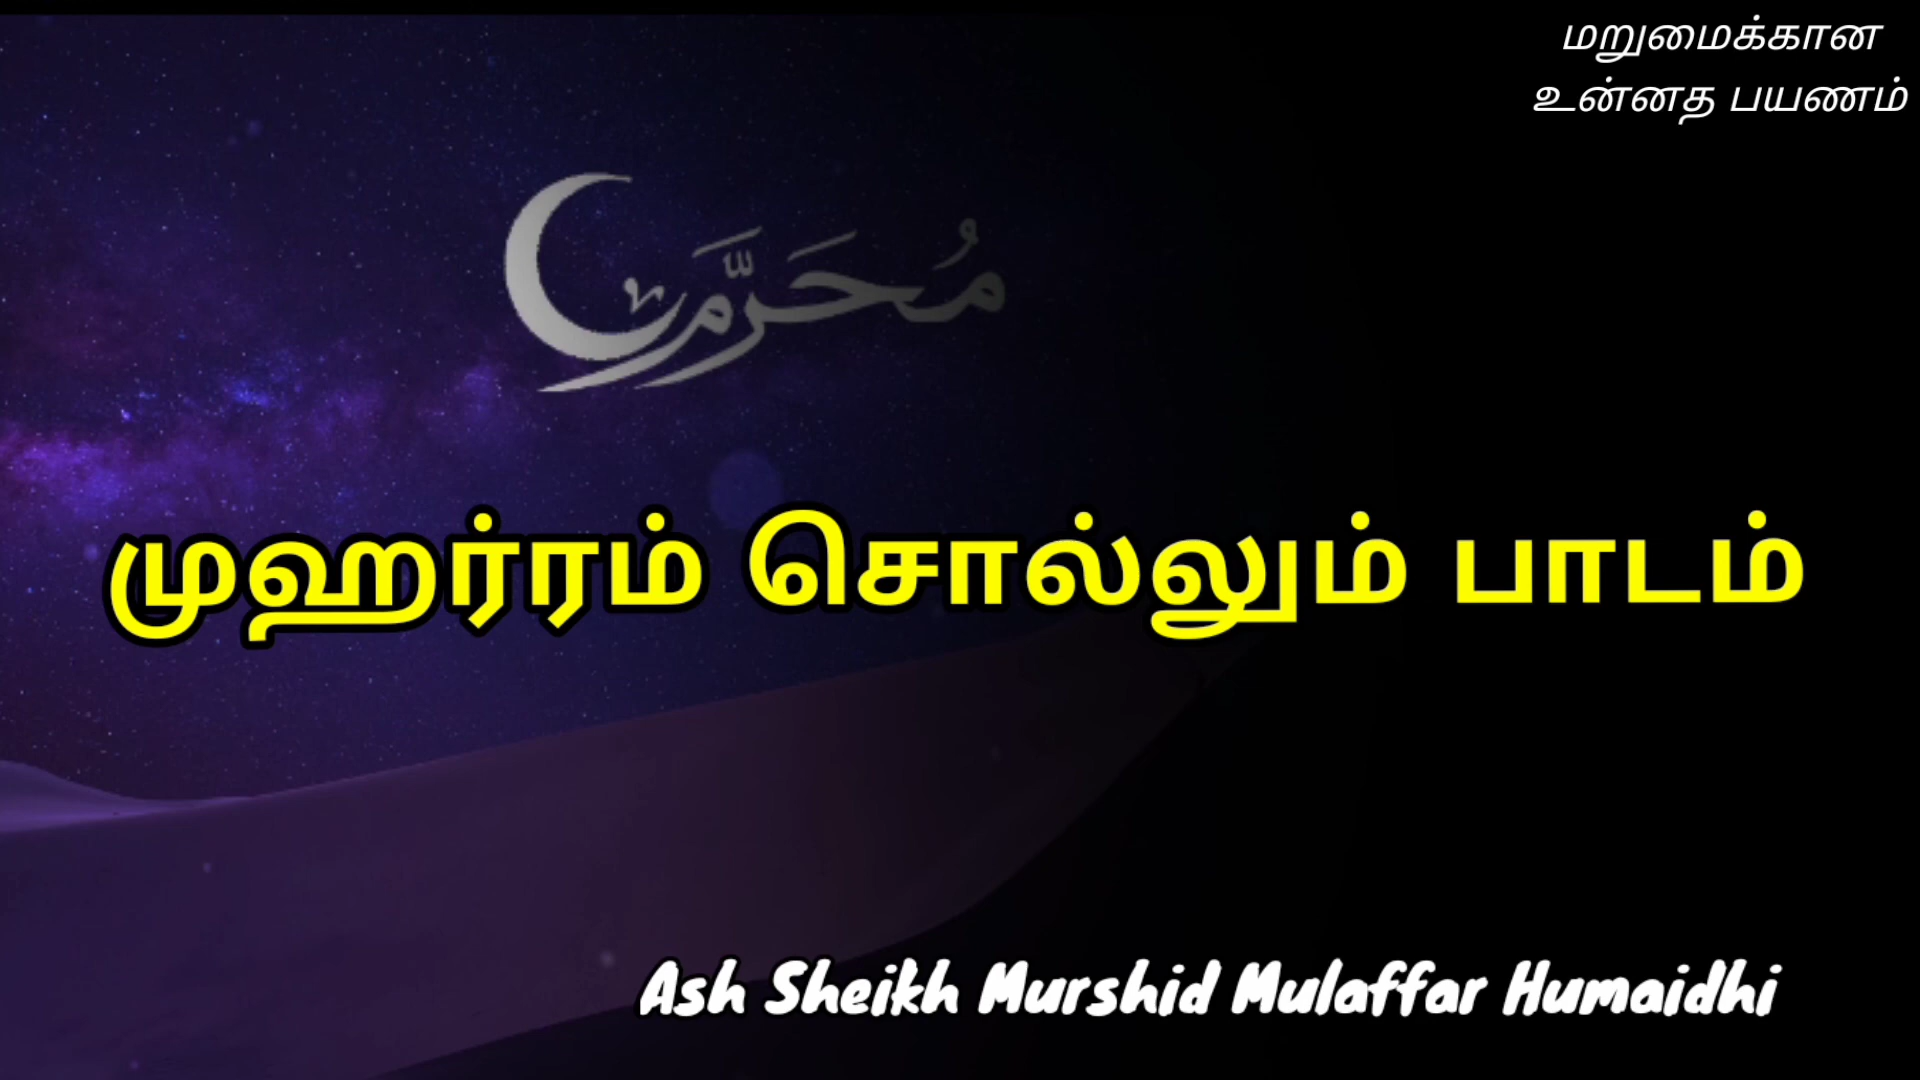 மறுமைக்கான
உன்னத பயணம்
مُحَرَّم
முஹர்ரம் சொல்லும் பாடம்
Ash Sheikh Murshid Mulaffar Humaidhi